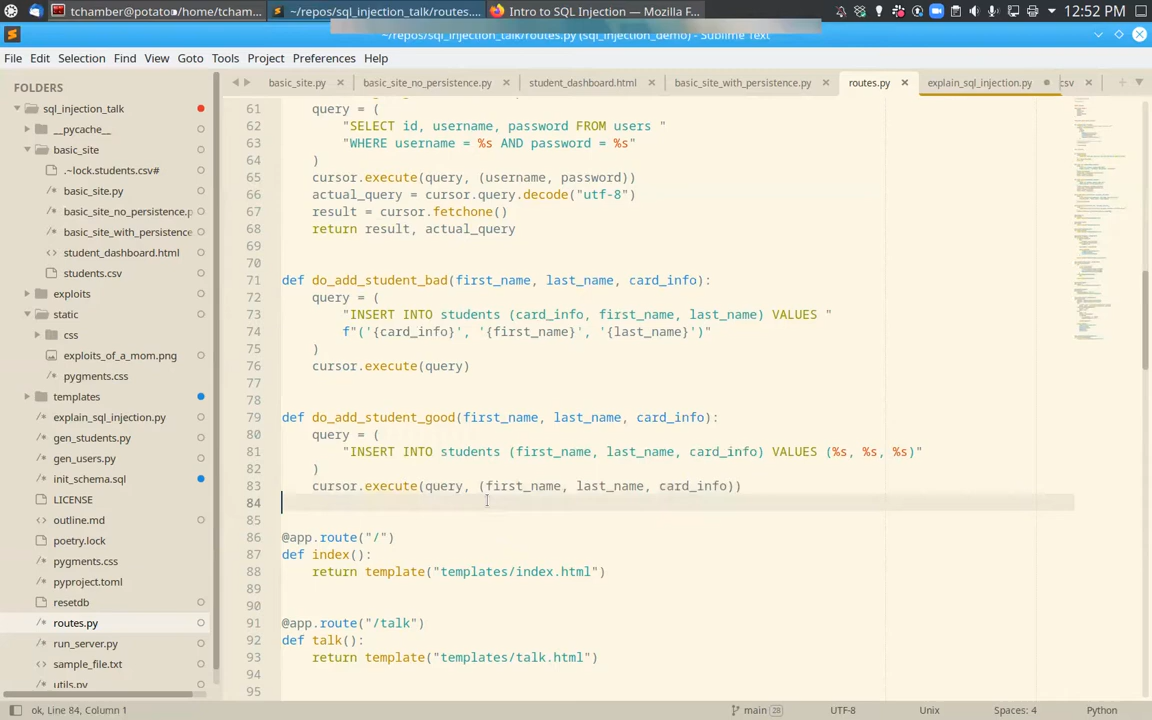 tchamber@potato:/home/tcham...
~/repos/sql_injection_talk/routes....
Intro to SQL Injection — Mozilla F...
12:52 PM
~/repos/sql_injection_talk/routes.py (sql_injection_demo) - Sublime Text
File Edit Selection Find View Goto Tools Project Preferences Help
FOLDERS
sql_injection_talk
__pycache__
basic_site
.~lock.students.csv#
basic_site.py
basic_site_no_persistence.p
basic_site_with_persistence
student_dashboard.html
students.csv
exploits
static
css
exploits_of_a_mom.png
pygments.css
templates
explain_sql_injection.py
gen_students.py
gen_users.py
init_schema.sql
LICENSE
outline.md
poetry.lock
pygments.css
pyproject.toml
resetdb
routes.py
run_server.py
sample_file.txt
utils.py
basic_site.py basic_site_no_persistence.py student_dashboard.html basic_site_with_persistence.py routes.py explain_sql_injection.py csv
61 query = (
62 "SELECT id, username, password FROM users "
63 "WHERE username = %s AND password = %s"
64 )
65 cursor.execute(query, (username, password))
66 actual_query = cursor.query.decode("utf-8")
67 result = cursor.fetchone()
68 return result, actual_query
69
70
71 def do_add_student_bad(first_name, last_name, card_info):
72 query = (
73 "INSERT INTO students (card_info, first_name, last_name) VALUES "
74 f"('{card_info}', '{first_name}', '{last_name}')"
75 )
76 cursor.execute(query)
77
78
79 def do_add_student_good(first_name, last_name, card_info):
80 query = (
81 "INSERT INTO students (first_name, last_name, card_info) VALUES (%s, %s, %s)"
82 )
83 cursor.execute(query, (first_name, last_name, card_info))
84
85
86 @app.route("/")
87 def index():
88 return template("templates/index.html")
89
90
91 @app.route("/talk")
92 def talk():
93 return template("templates/talk.html")
94
95
ok, Line 84, Column 1
main 28
UTF-8
Unix
Spaces: 4
Python